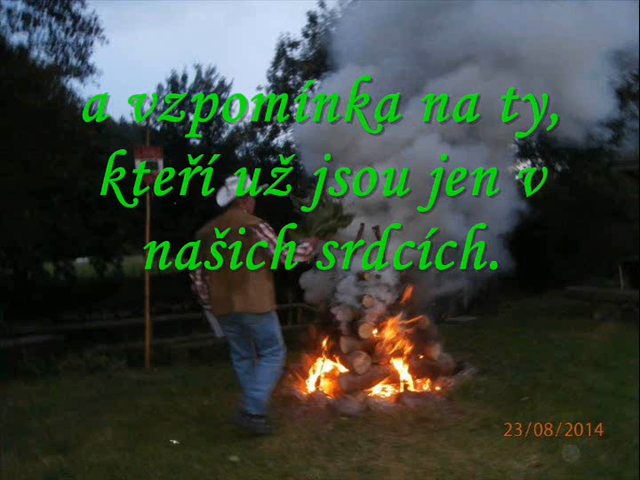 a vzpomínka na ty,
kteří už jsou jen v
našich srdcích.
23/08/2014